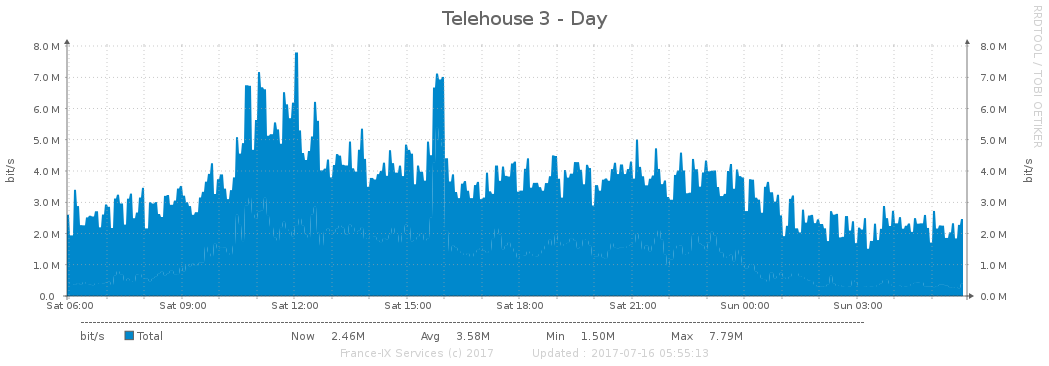 Telehouse 3 - Day
RRDTOOL / TOBI OETIKER
bit/s
bit/s
8.0 M 8.0 M
7.0 M 7.0 M
6.0 M 6.0 M
5.0 M 5.0 M
4.0 M 4.0 M
3.0 M 3.0 M
2.0 M 2.0 M
1.0 M 1.0 M
0.0 0.0 M
Sat 06:00 Sat 09:00 Sat 12:00 Sat 15:00 Sat 18:00 Sat 21:00 Sun 00:00 Sun 03:00
bit/s Total Now 2.46M Avg 3.58M Min 1.50M Max 7.79M
France-IX Services (c) 2017 Updated : 2017-07-16 05:55:13